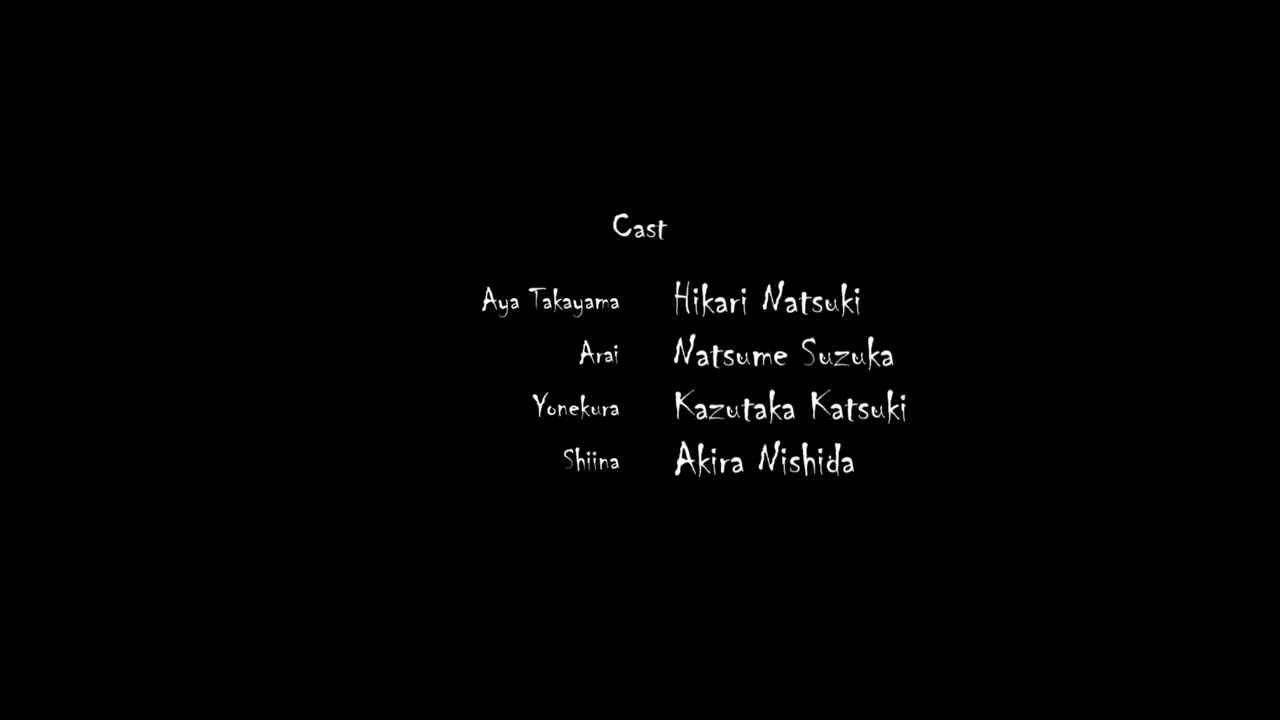 Cast
Aya Takayama Hikari Natsuki
Arai Natsume Suzuka
Yonekura Kazutaka Katsuki
Shiina Akira Nishida